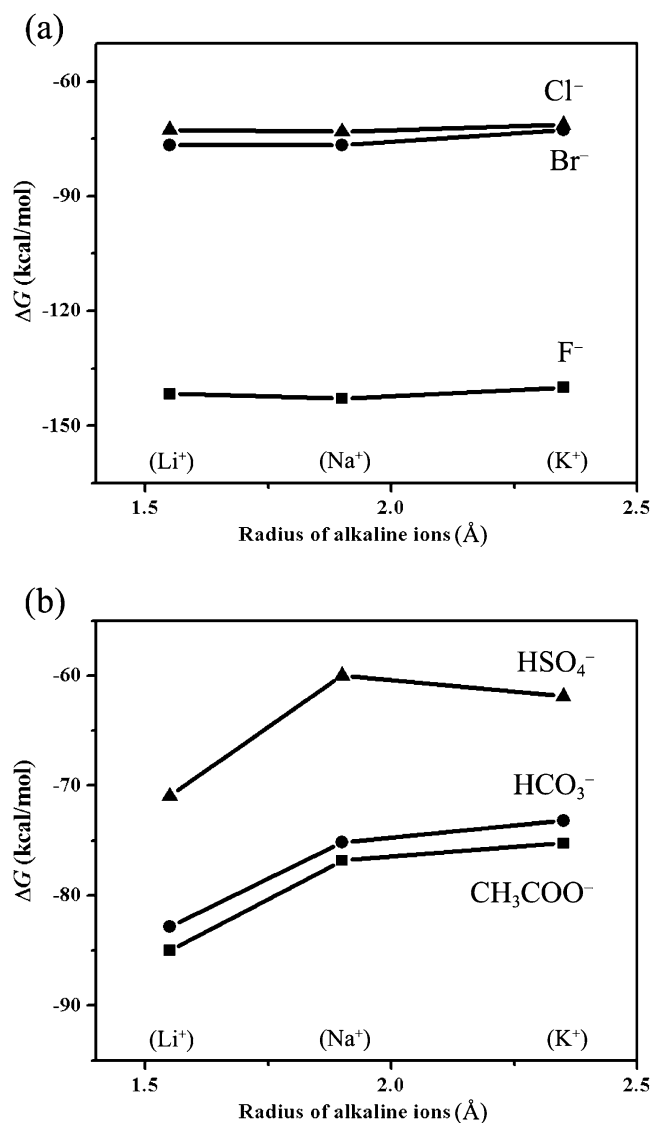 (a)
-60
-90
-120
-150
ΔG (kcal/mol)
Cl⁻
Br⁻
F⁻
(Li⁺) (Na⁺) (K⁺)
1.5 2.0 2.5
Radius of alkaline ions (Å)
(b)
-60
-70
-80
-90
ΔG (kcal/mol)
HSO₄⁻
HCO₃⁻
CH₃COO⁻
(Li⁺) (Na⁺) (K⁺)
1.5 2.0 2.5
Radius of alkaline ions (Å)